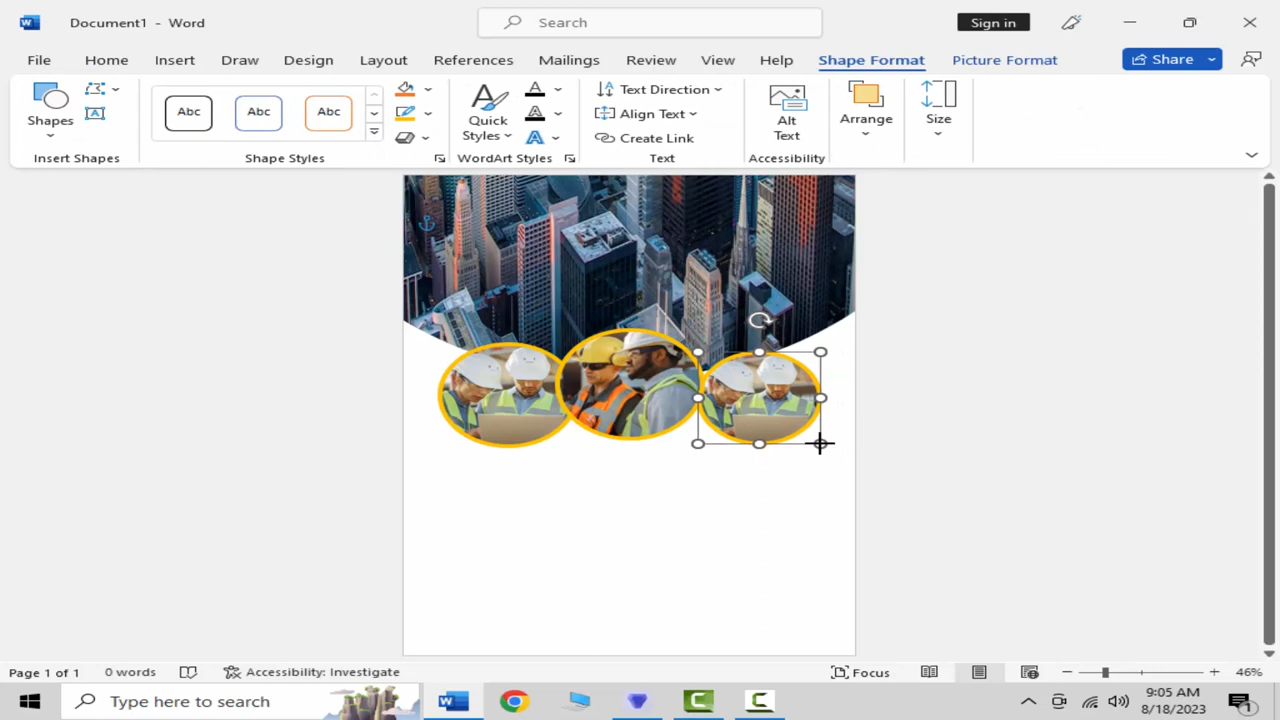 Document1 - Word
Search
Sign in
File Home Insert Draw Design Layout References Mailings Review View Help Shape Format Picture Format Share
Shapes
Abc Abc Abc
Quick Styles
Text Direction
Align Text
Create Link
Alt Text
Arrange
Size
Insert Shapes Shape Styles WordArt Styles Text Accessibility
Page 1 of 1 0 words Accessibility: Investigate Focus 46%
Type here to search
9:05 AM
8/18/2023
1